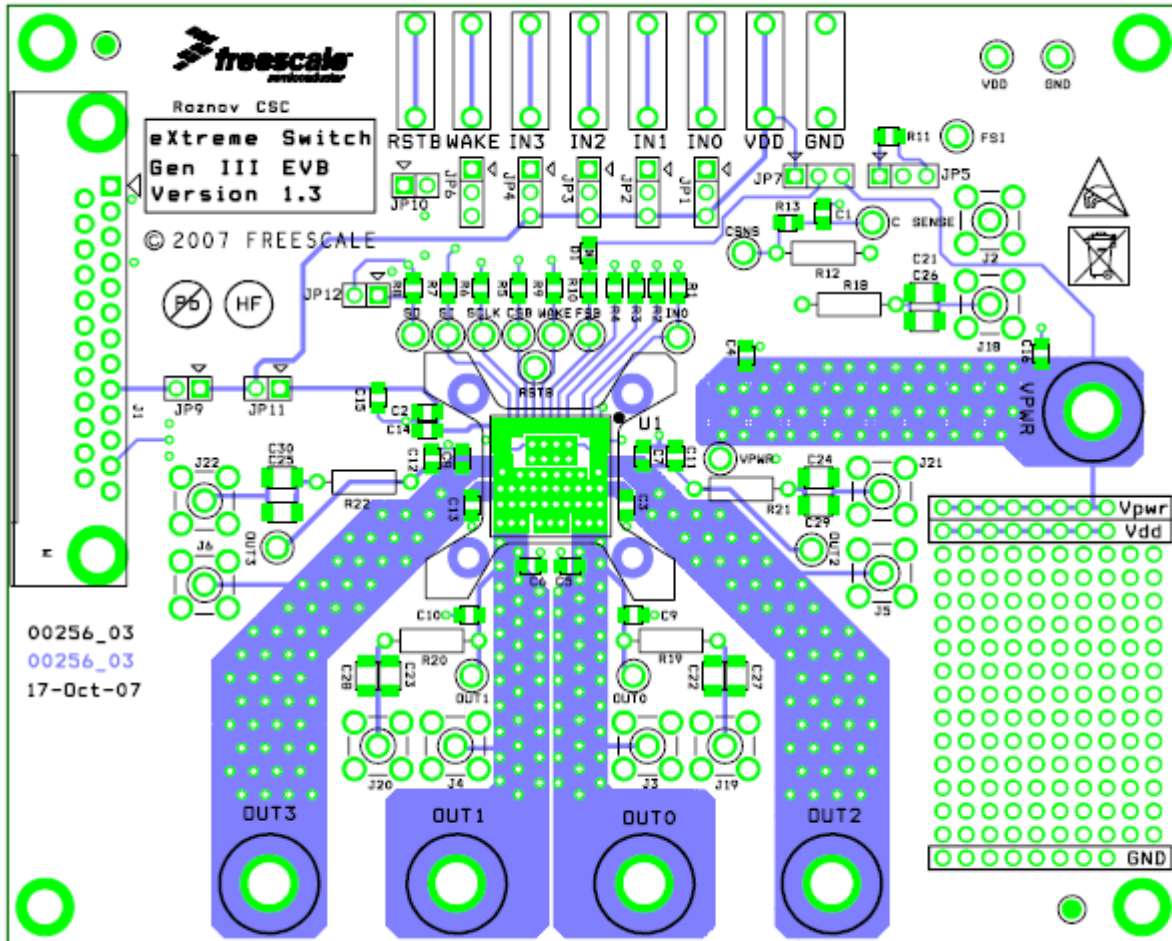 freescale
semiconductor
VDD
GND
Roznov CSC
RSTB
WAKE
IN3
IN2
IN1
IN0
VDD
GND
eXtreme Switch
Gen III EVB
Version 1.3
R11
FSI
JP10
JP6
JP4
JP3
JP2
JP1
JP7
JP5
© 2007 FREESCALE
R13
C1
C SENSE
CSNS
J2
D1
R12
C21
C26
R18
J18
Pb
HF
JP12
R8
R7
R6
R5
R9
R10
R4
R3
R2
R1
SO
SI
SCLK
CSB
WAKE
FSB
IN0
RSTB
C4
C16
VPWR
J1
JP9
JP11
C15
C2
C14
U1
C12
C8
C7
C11
VPWR
J22
C30
C25
R22
C13
C3
R21
C24
C29
J21
Vpwr
Vdd
OUT3
OUT2
J6
J5
C6
C5
C10
C9
00256_03
00256_03
17-Oct-07
R20
R19
C28
C23
C22
C27
OUT1
OUT0
J20
J4
J3
J19
OUT3
OUT1
OUT0
OUT2
GND